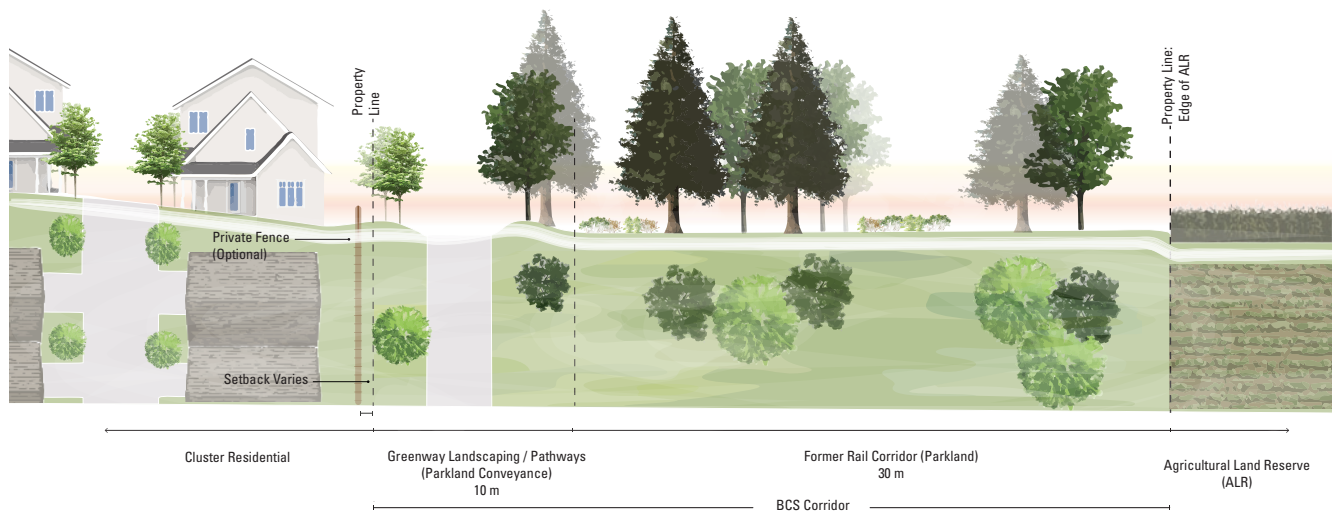 Property
Line
Property Line:
Edge of ALR
Private Fence
(Optional)
Setback Varies
Cluster Residential
Greenway Landscaping / Pathways
(Parkland Conveyance)
10 m
Former Rail Corridor (Parkland)
30 m
Agricultural Land Reserve
(ALR)
BCS Corridor